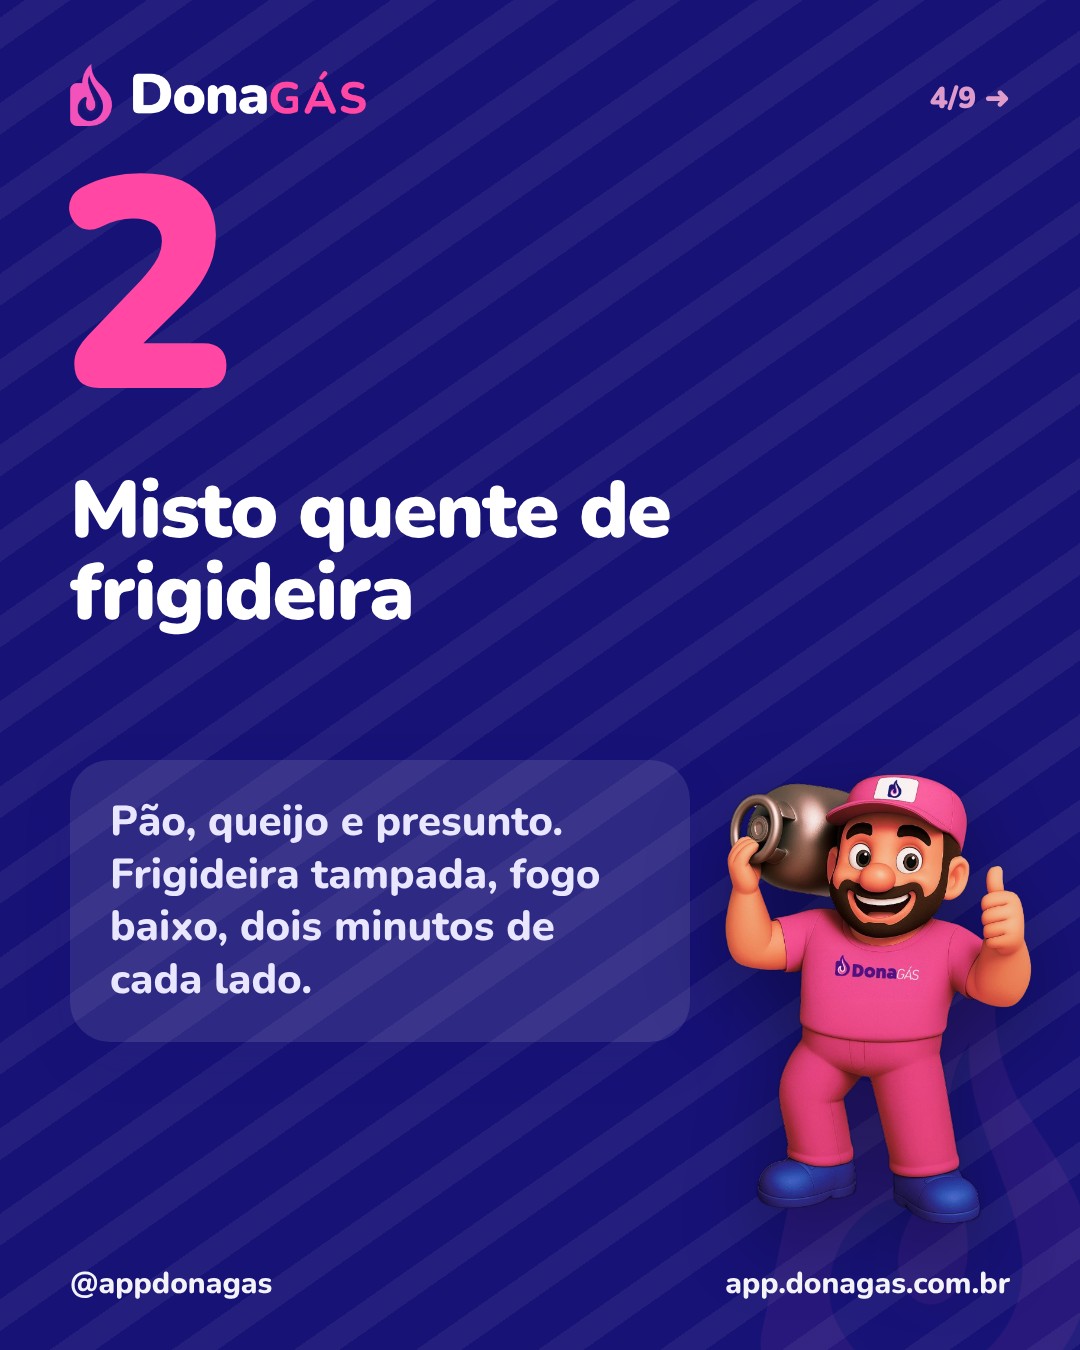 DonaGÁS
4/9 →
2
Misto quente de
frigideira
Pão, queijo e presunto.
Frigideira tampada, fogo
baixo, dois minutos de
cada lado.
DonaGÁS
@appdonagas
app.donagas.com.br